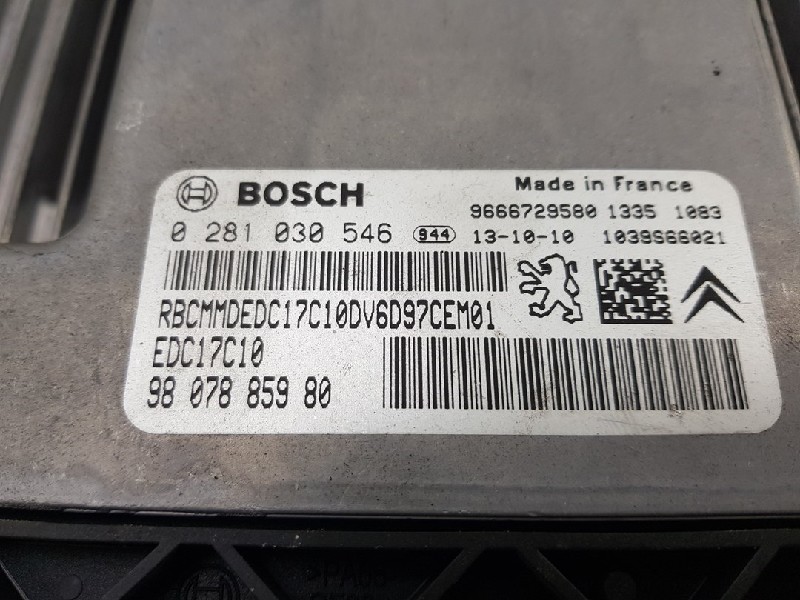 BOSCH
Made in France
9666729580 1335 1083
0 281 030 546 944 13-10-10 1039S66021
RBCMMDEDC17C10DV6D97CEM01
EDC17C10
98 078 859 80